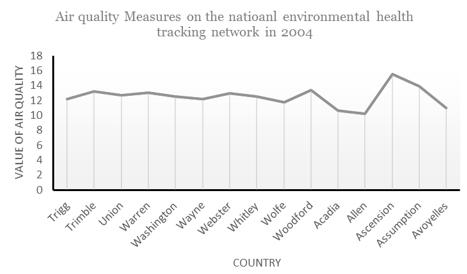 Air quality Measures on the natioanl environmental health
tracking network in 2004
VALUE OF AIR QUALITY
18
16
14
12
10
8
6
4
2
0
Trigg
Trimble
Union
Warren
Washington
Wayne
Webster
Whitley
Wolfe
Woodford
Acadia
Allen
Ascension
Assumption
Avoyelles
COUNTRY